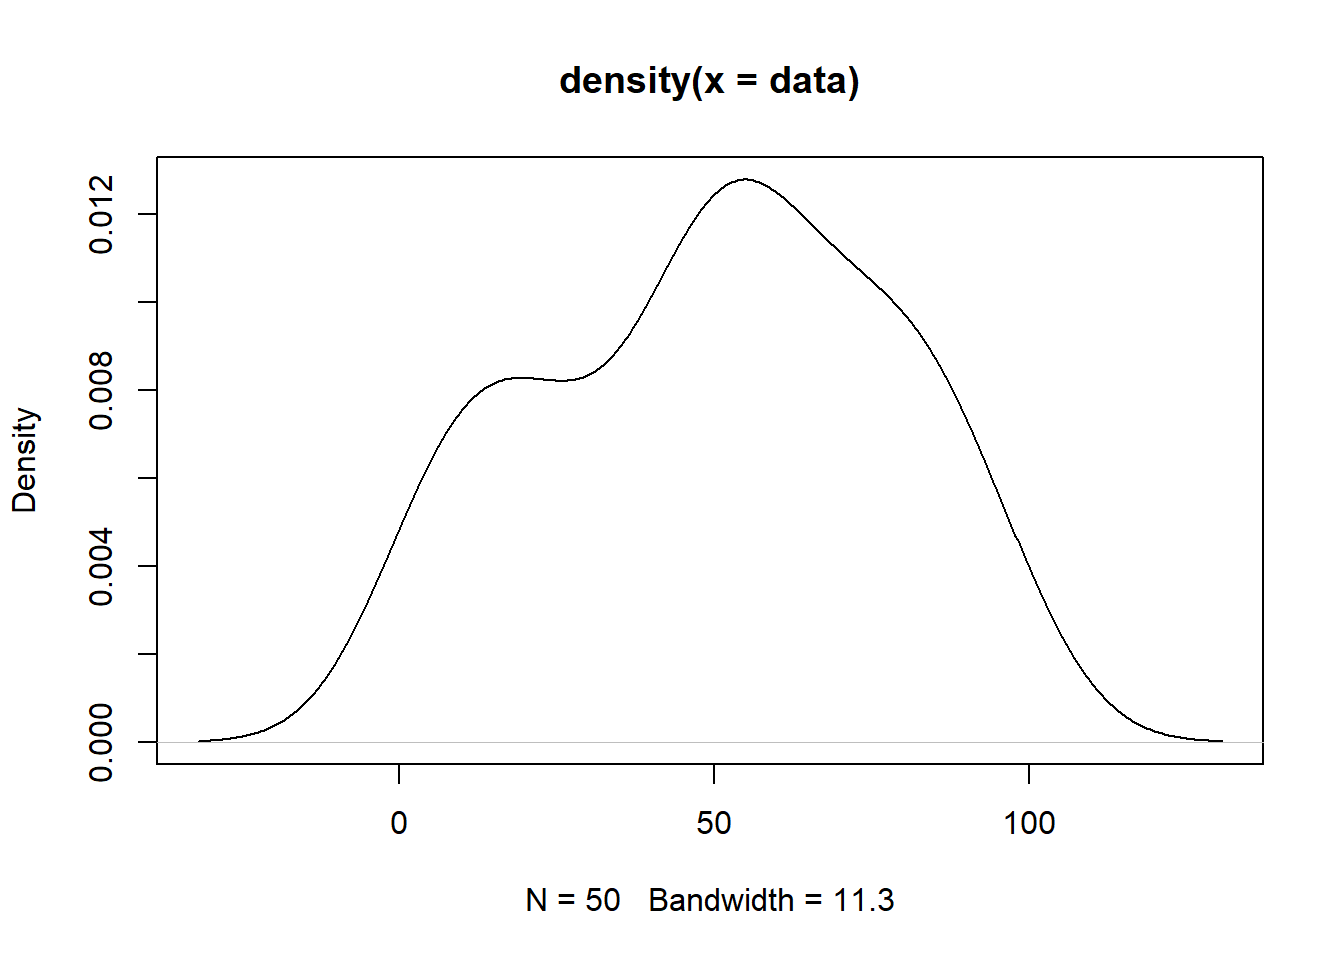 density(x = data)
Density
0.012
0.008
0.004
0.000
0 50 100
N = 50 Bandwidth = 11.3